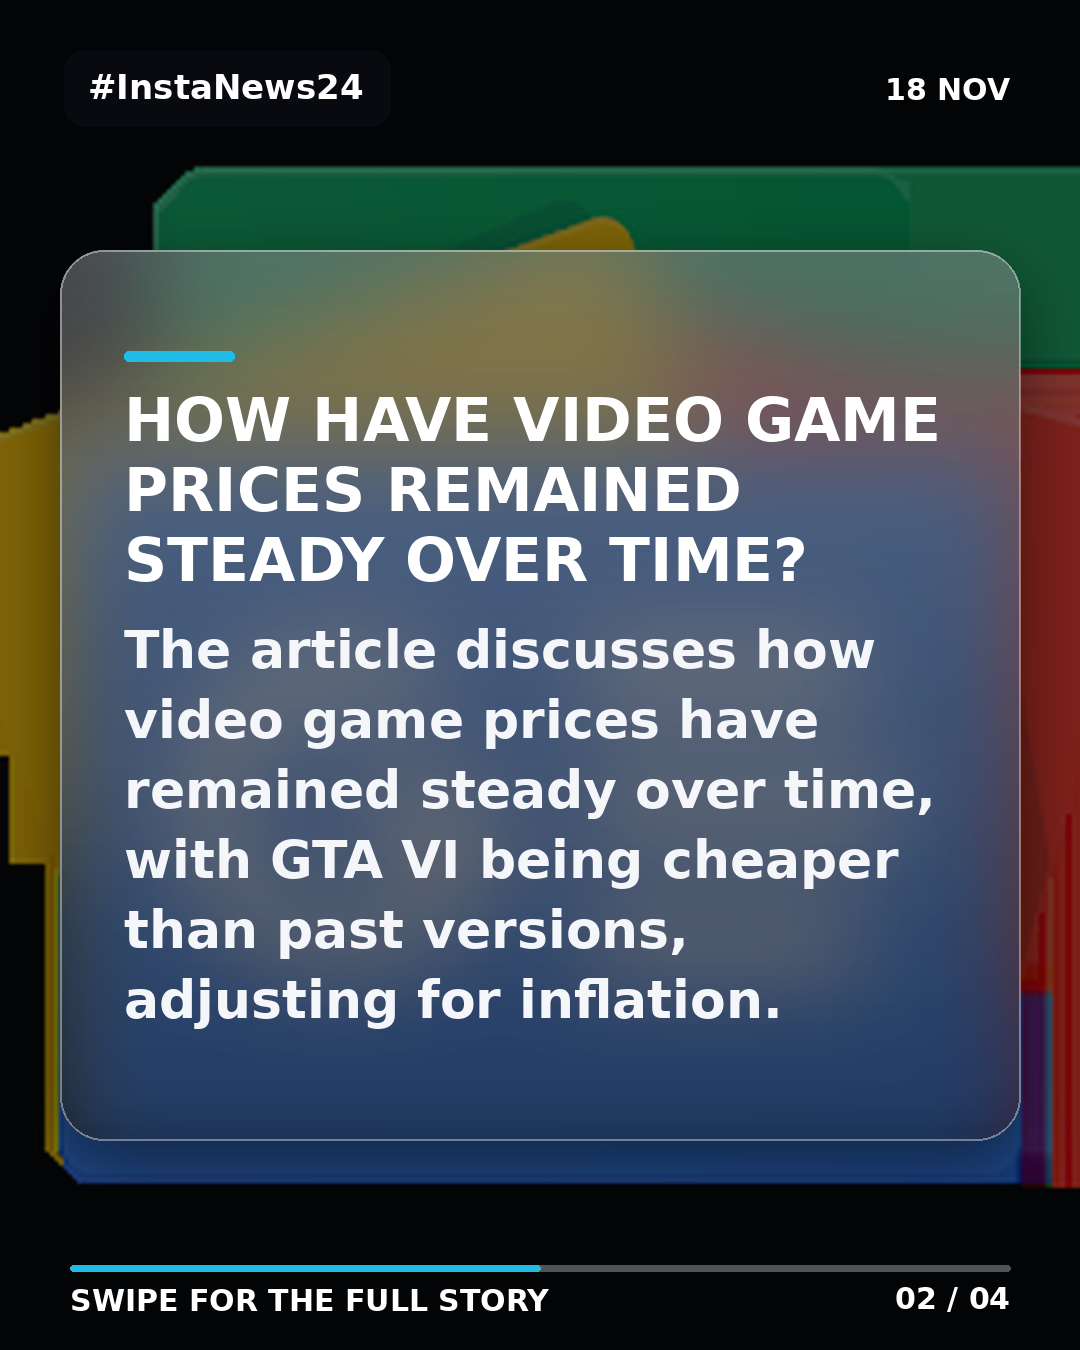 #InstaNews24
18 NOV
HOW HAVE VIDEO GAME
PRICES REMAINED
STEADY OVER TIME?
The article discusses how
video game prices have
remained steady over time,
with GTA VI being cheaper
than past versions,
adjusting for inflation.
SWIPE FOR THE FULL STORY
02 / 04